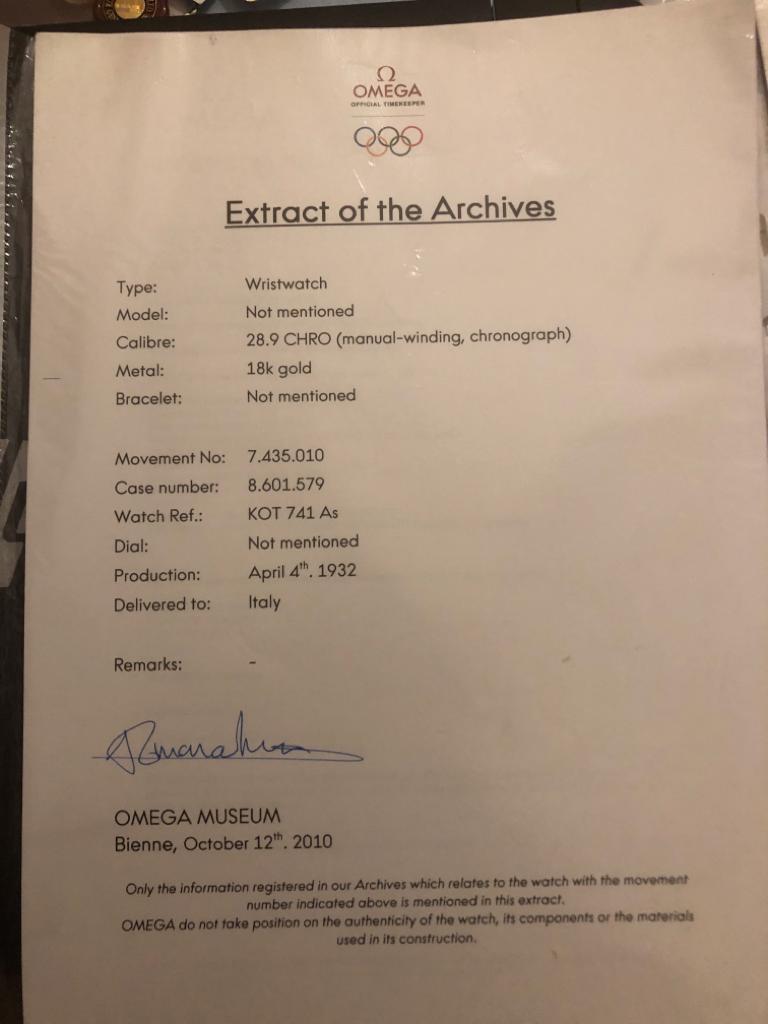 Ω
OMEGA
OFFICIAL TIMEKEEPER
Extract of the Archives
Type: Wristwatch
Model: Not mentioned
Calibre: 28.9 CHRO (manual-winding, chronograph)
Metal: 18k gold
Bracelet: Not mentioned
Movement No: 7.435.010
Case number: 8.601.579
Watch Ref.: KOT 741 As
Dial: Not mentioned
Production: April 4th. 1932
Delivered to: Italy
Remarks: -
OMEGA MUSEUM
Bienne, October 12th. 2010
Only the information registered in our Archives which relates to the watch with the movement
number indicated above is mentioned in this extract.
OMEGA do not take position on the authenticity of the watch, its components or the materials
used in its construction.